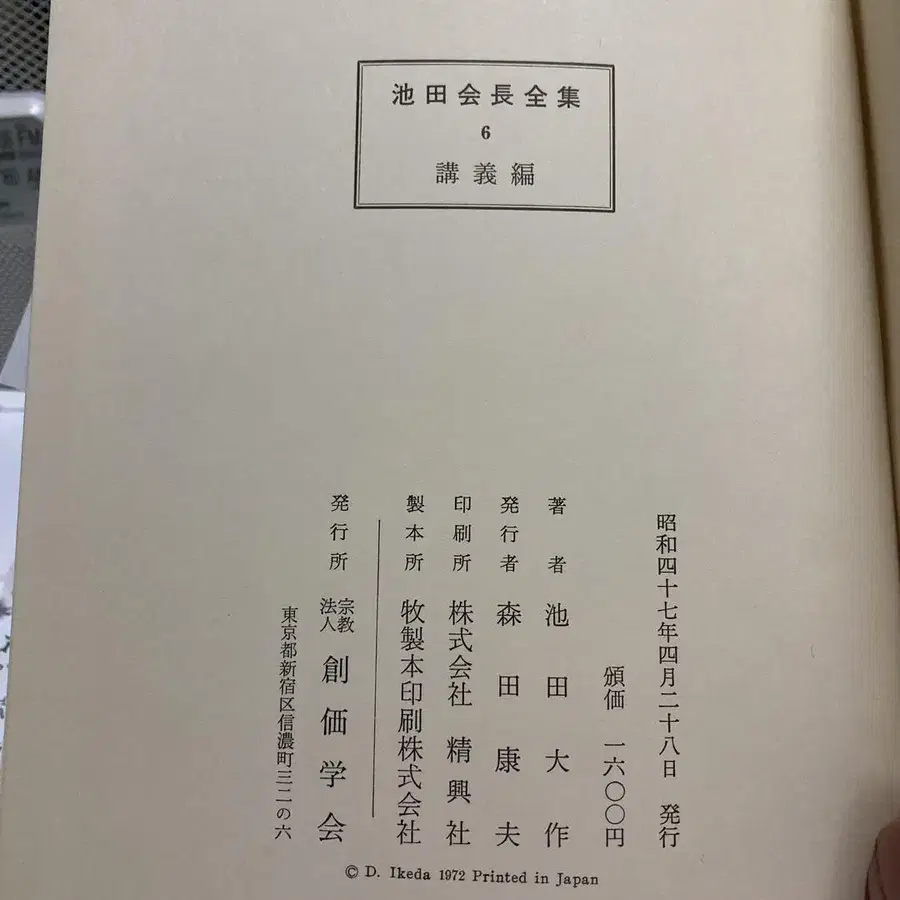 池田会長全集
6
講義編
昭和四十七年四月二十八日 発行
頒価 一六〇〇円
著者 池田大作
発行者 森田康夫
印刷所 株式会社 精興社
製本所 牧製本印刷株式会社
発行所 宗教法人 創価学会
東京都新宿区信濃町三二の六
© D. Ikeda 1972 Printed in Japan